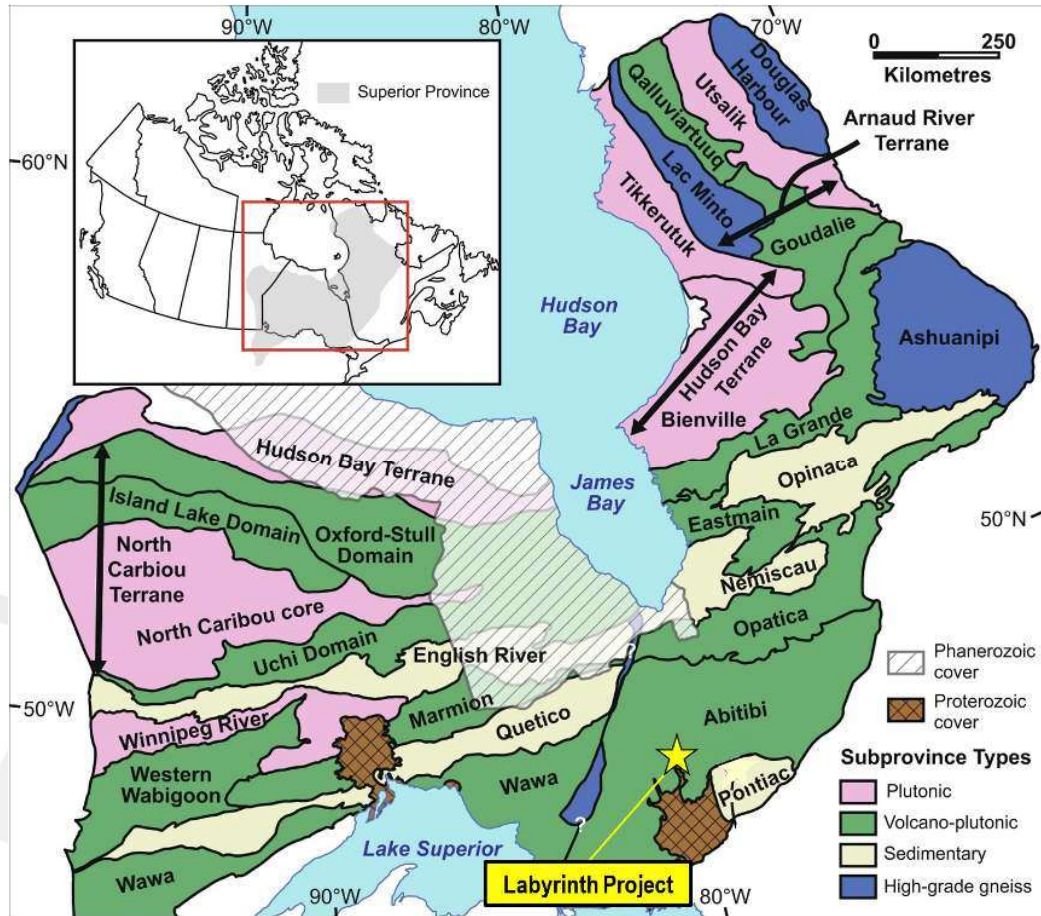 90°W
80°W
70°W
0 250
Kilometres
Superior Province
60°N
Douglas
Harbour
Utsalik
Qalluviartuuq
Arnaud River
Terrane
Lac Minto
Tikkerutuk
Goudalie
Hudson
Bay
Hudson Bay
Terrane
Ashuanipi
Bienville
La Grande
Hudson Bay Terrane
James
Bay
Opinaca
Island Lake Domain
Oxford-Stull
Domain
Eastmain
50°N
North
Carbiou
Terrane
Nemiscau
North Caribou core
Opatica
Uchi Domain
English River
?
Phanerozoic
cover
50°W
Marmion
Abitibi
Proterozoic
cover
Winnipeg River
Quetico
Western
Wabigoon
Wawa
Pontiac
Subprovince Types
Plutonic
Volcano-plutonic
Sedimentary
High-grade gneiss
?
Lake Superior
Wawa
Labyrinth Project
90°W
80°W